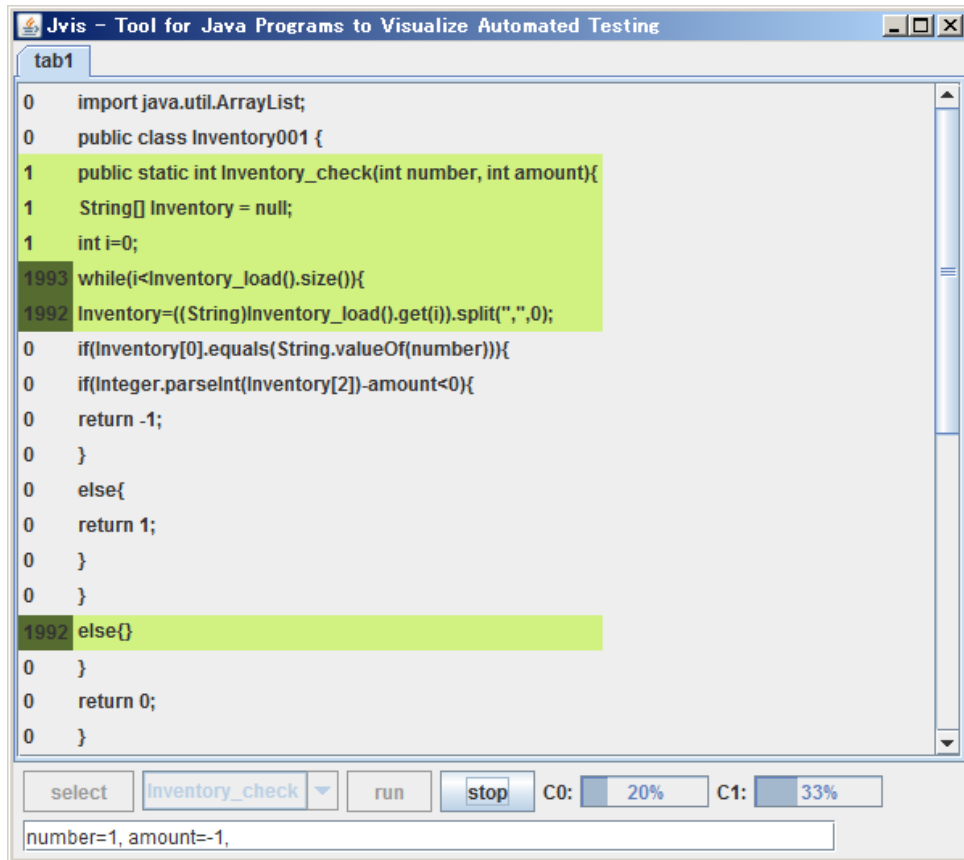 Jvis - Tool for Java Programs to Visualize Automated Testing
tab1
0 import java.util.ArrayList;
0 public class Inventory001 {
1 public static int Inventory_check(int number, int amount){
1 String[] Inventory = null;
1 int i=0;
1993 while(i<Inventory_load().size()){
1992 Inventory=((String)Inventory_load().get(i)).split(",",0);
0 if(Inventory[0].equals(String.valueOf(number))){
0 if(Integer.parseInt(Inventory[2])-amount<0){
0 return -1;
0 }
0 else{
0 return 1;
0 }
0 }
1992 else{}
0 }
0 return 0;
0 }
select Inventory_check run stop C0: 20% C1: 33%
number=1, amount=-1,